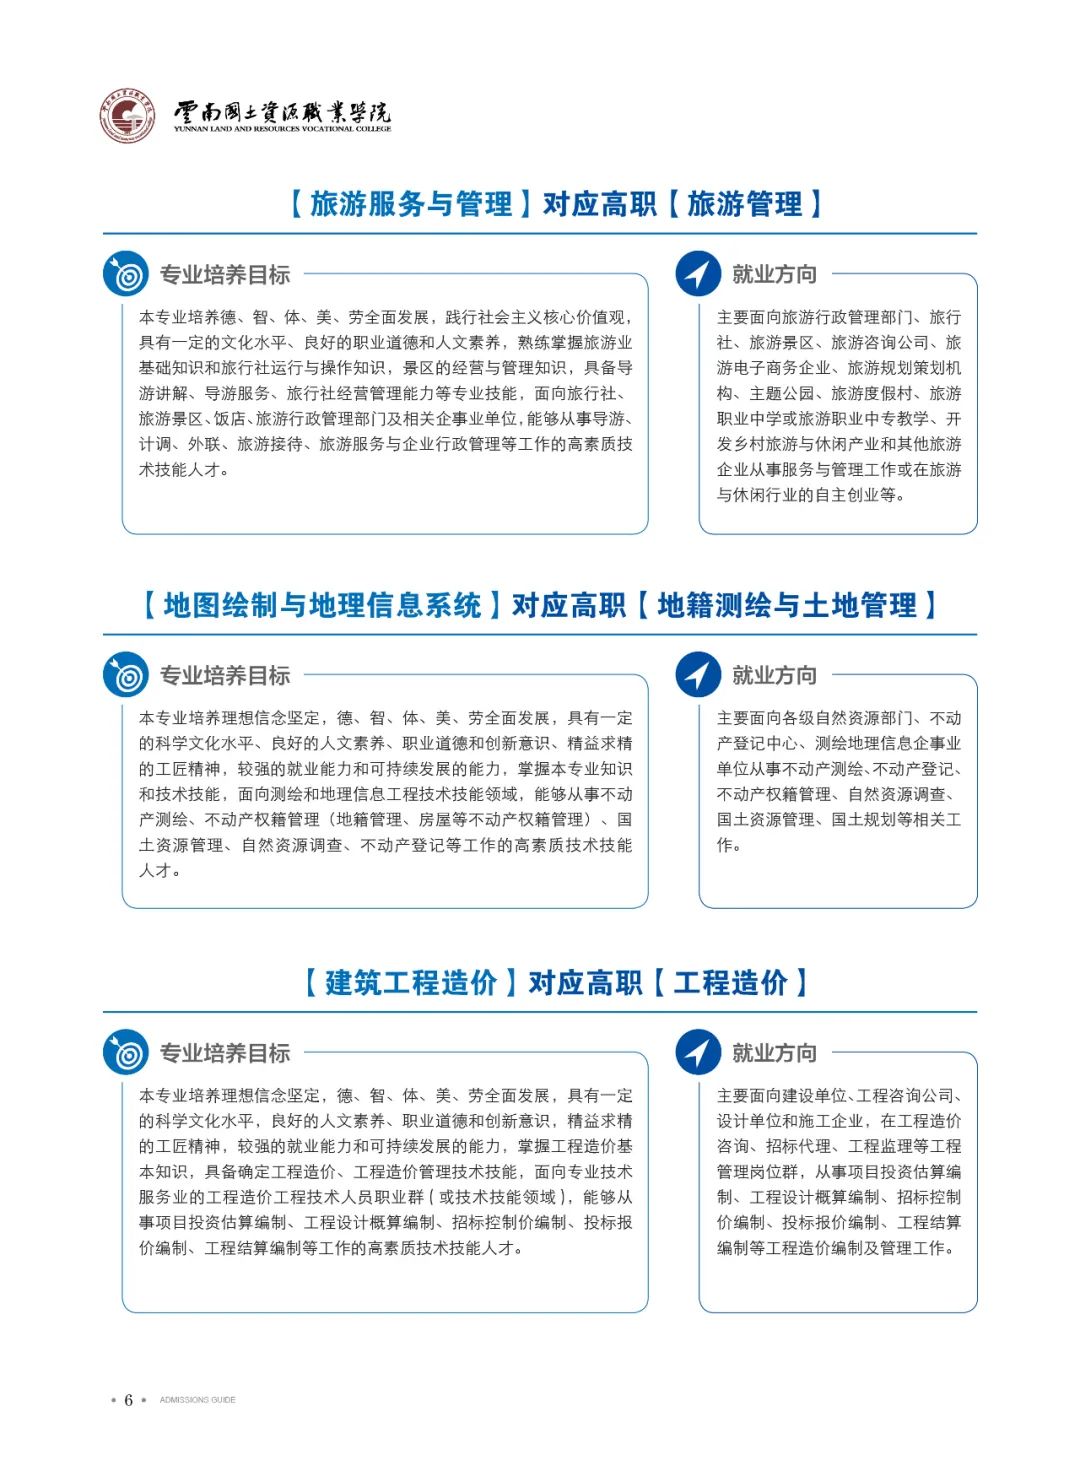 雲南國土資源職業學院
YUNNAN LAND AND RESOURCES VOCATIONAL COLLEGE
【旅游服务与管理】对应高职【旅游管理】
专业培养目标
本专业培养德、智、体、美、劳全面发展，践行社会主义核心价值观，
具有一定的文化水平、良好的职业道德和人文素养，熟练掌握旅游业
基础知识和旅行社运行与操作知识，景区的经营与管理知识，具备导
游讲解、导游服务、旅行社经营管理能力等专业技能，面向旅行社、
旅游景区、饭店、旅游行政管理部门及相关企事业单位，能够从事导游、
计调、外联、旅游接待、旅游服务与企业行政管理等工作的高素质技
术技能人才。
就业方向
主要面向旅游行政管理部门、旅行
社、旅游景区、旅游咨询公司、旅
游电子商务企业、旅游规划策划机
构、主题公园、旅游度假村、旅游
职业中学或旅游职业中专教学、开
发乡村旅游与休闲产业和其他旅游
企业从事服务与管理工作或在旅游
与休闲行业的自主创业等。
【地图绘制与地理信息系统】对应高职【地籍测绘与土地管理】
专业培养目标
本专业培养理想信念坚定，德、智、体、美、劳全面发展，具有一定
的科学文化水平、良好的人文素养、职业道德和创新意识、精益求精
的工匠精神，较强的就业能力和可持续发展的能力，掌握本专业知识
和技术技能，面向测绘和地理信息工程技术技能领域，能够从事不动
产测绘、不动产权籍管理（地籍管理、房屋等不动产权籍管理）、国
土资源管理、自然资源调查、不动产登记等工作的高素质技术技能
人才。
就业方向
主要面向各级自然资源部门、不动
产登记中心、测绘地理信息企事业
单位从事不动产测绘、不动产登记、
不动产权籍管理、自然资源调查、
国土资源管理、国土规划等相关工
作。
【建筑工程造价】对应高职【工程造价】
专业培养目标
本专业培养理想信念坚定，德、智、体、美、劳全面发展，具有一定
的科学文化水平，良好的人文素养、职业道德和创新意识，精益求精
的工匠精神，较强的就业能力和可持续发展的能力，掌握工程造价基
本知识，具备确定工程造价、工程造价管理技术技能，面向专业技术
服务业的工程造价工程技术人员职业群（或技术技能领域），能够从
事项目投资估算编制、工程设计概算编制、招标控制价编制、投标报
价编制、工程结算编制等工作的高素质技术技能人才。
就业方向
主要面向建设单位、工程咨询公司、
设计单位和施工企业，在工程造价
咨询、招标代理、工程监理等工程
管理岗位群，从事项目投资估算编
制、工程设计概算编制、招标控制
价编制、投标报价编制、工程结算
编制等工程造价编制及管理工作。
6 ADMISSIONS GUIDE